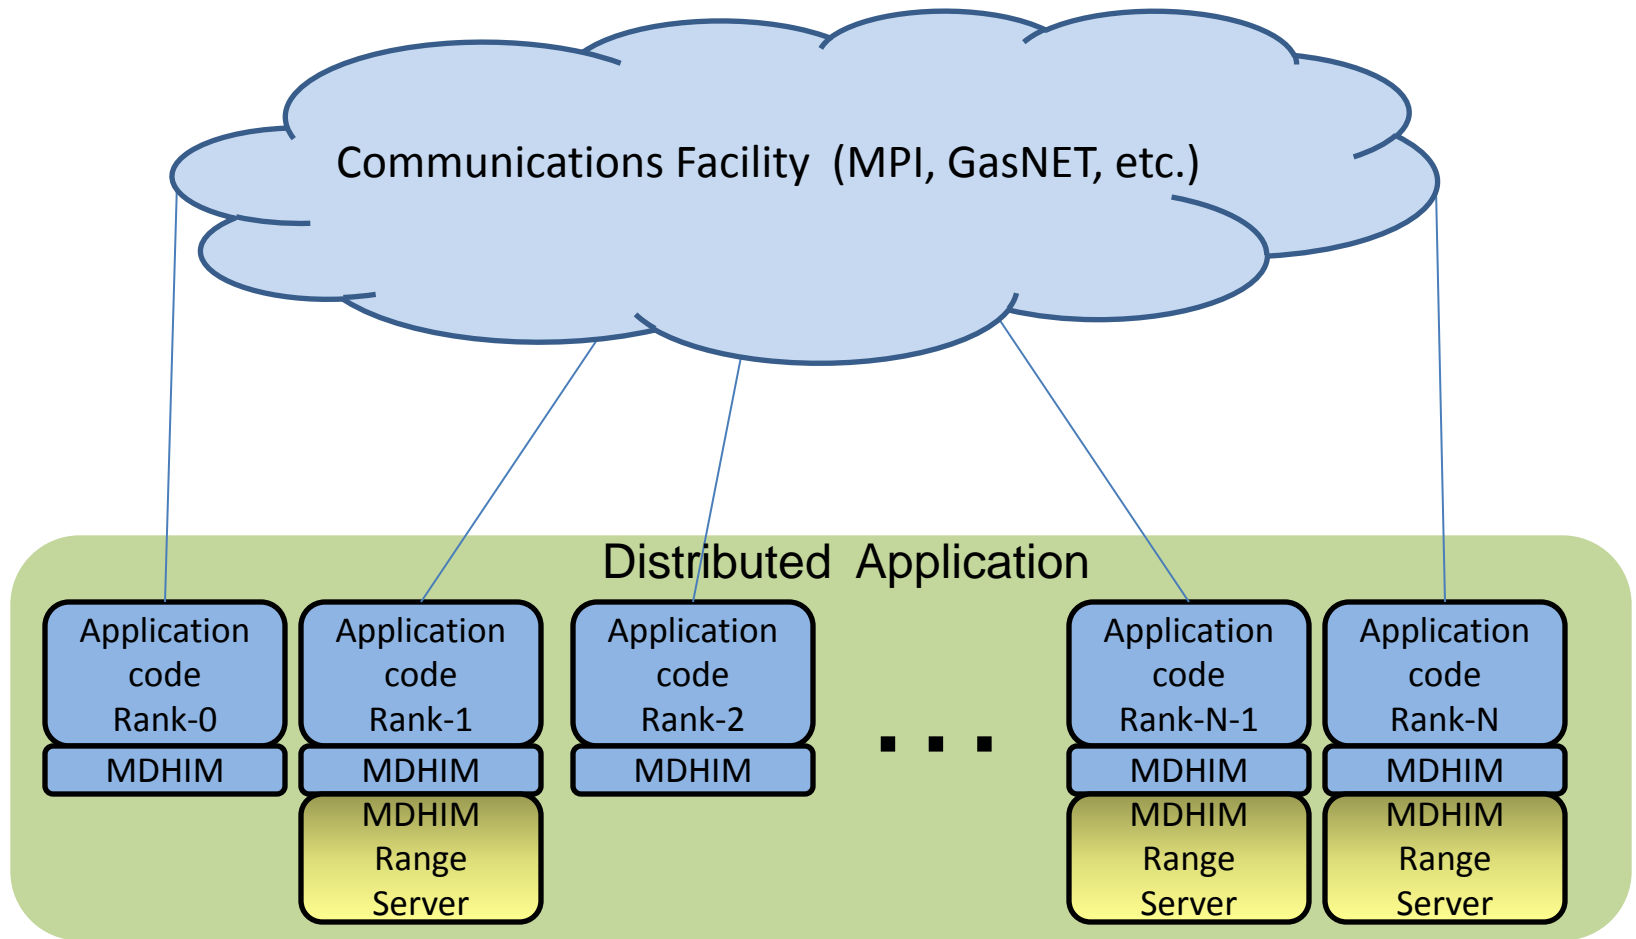 Communications Facility (MPI, GasNET, etc.)
Distributed Application
Application
code
Rank-0
MDHIM
Application
code
Rank-1
MDHIM
MDHIM
Range
Server
Application
code
Rank-2
MDHIM
...
Application
code
Rank-N-1
MDHIM
MDHIM
Range
Server
Application
code
Rank-N
MDHIM
MDHIM
Range
Server